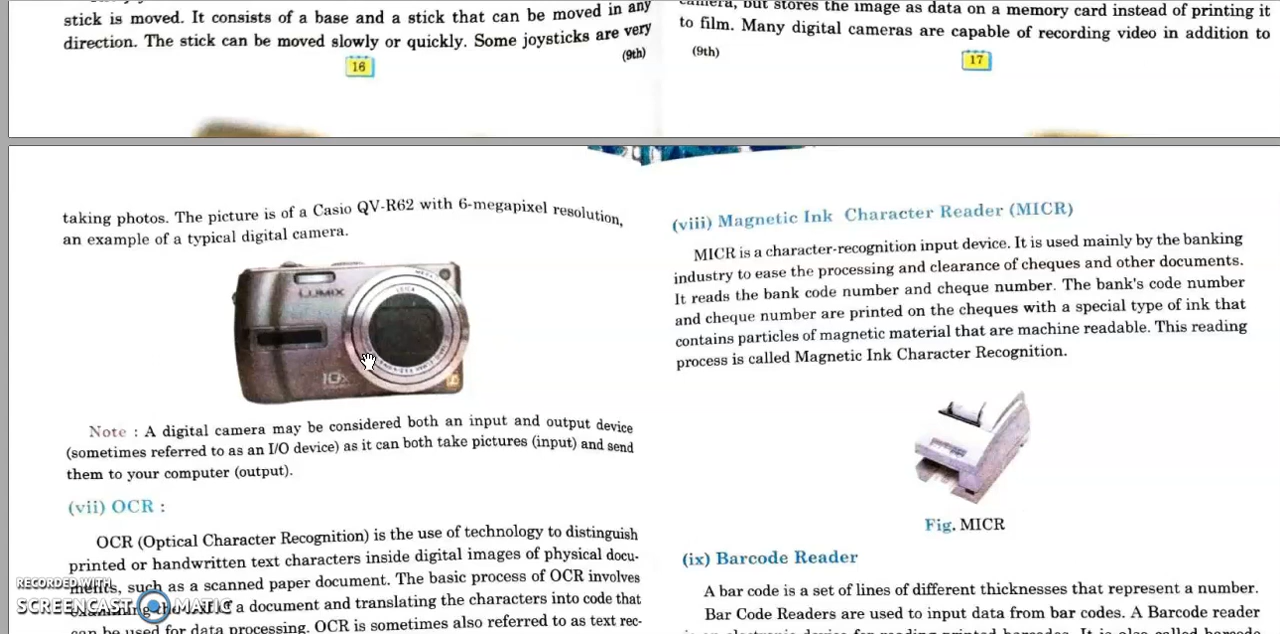 stick is moved. It consists of a base and a stick that can be moved in any
direction. The stick can be moved slowly or quickly. Some joysticks are very
(9th)
16
camera, but stores the image as data on a memory card instead of printing it
to film. Many digital cameras are capable of recording video in addition to
(9th)
17
taking photos. The picture is of a Casio QV-R62 with 6-megapixel resolution,
an example of a typical digital camera.
LUMIX
LEICA
10x
Note : A digital camera may be considered both an input and output device
(sometimes referred to as an I/O device) as it can both take pictures (input) and send
them to your computer (output).
(vii) OCR :
OCR (Optical Character Recognition) is the use of technology to distinguish
printed or handwritten text characters inside digital images of physical docu-
ments, such as a scanned paper document. The basic process of OCR involves
examining the text of a document and translating the characters into code that
can be used for data processing. OCR is sometimes also referred to as text rec-
(viii) Magnetic Ink Character Reader (MICR)
MICR is a character-recognition input device. It is used mainly by the banking
industry to ease the processing and clearance of cheques and other documents.
It reads the bank code number and cheque number. The bank's code number
and cheque number are printed on the cheques with a special type of ink that
contains particles of magnetic material that are machine readable. This reading
process is called Magnetic Ink Character Recognition.
Fig. MICR
(ix) Barcode Reader
A bar code is a set of lines of different thicknesses that represent a number.
Bar Code Readers are used to input data from bar codes. A Barcode reader
is an electronic device for reading printed barcodes. It is also called barcode
RECORDED WITH
SCREENCAST MATIC